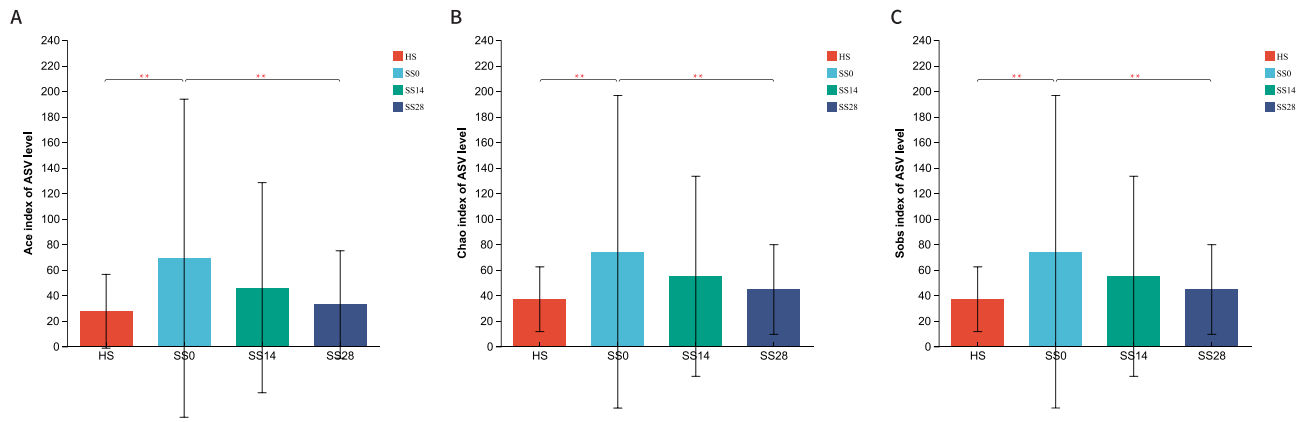 A
Ace index of ASV level
240
220
200
180
160
140
120
100
80
60
40
20
0
** **
HS
SS0
SS14
SS28
HS SS0 SS14 SS28
B
Chao index of ASV level
240
220
200
180
160
140
120
100
80
60
40
20
0
** **
HS
SS0
SS14
SS28
HS SS0 SS14 SS28
C
Sobs index of ASV level
240
220
200
180
160
140
120
100
80
60
40
20
0
** **
HS
SS0
SS14
SS28
HS SS0 SS14 SS28